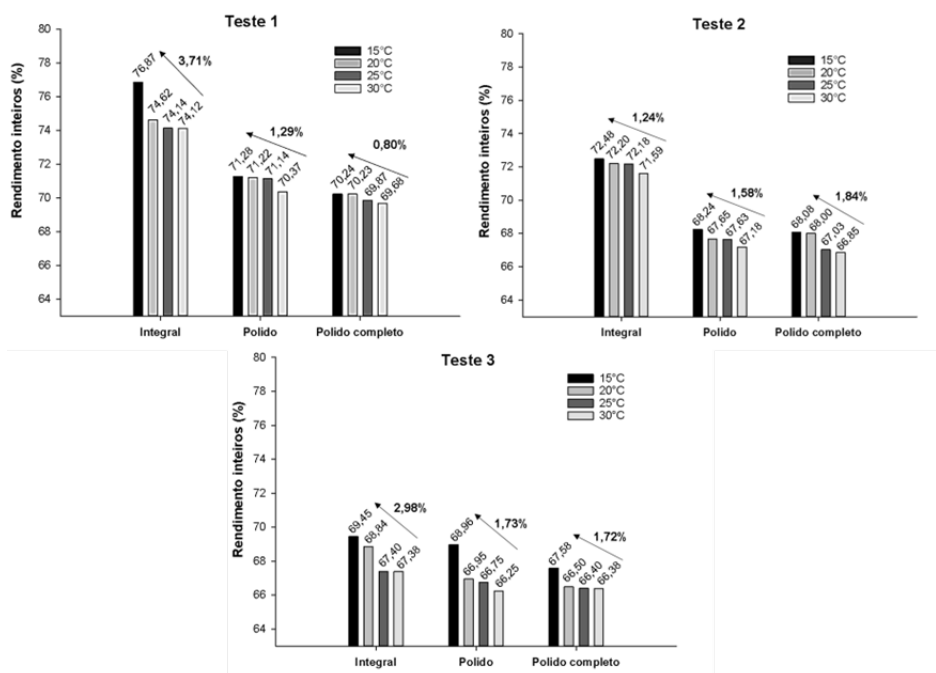 Teste 1
Rendimento inteiros (%)
80
78
76
74
72
70
68
66
64
15°C
20°C
25°C
30°C
76,87
74,62
74,14
74,12
3,71%
71,28
71,22
71,14
70,37
1,29%
70,24
70,23
69,87
69,68
0,80%
Integral
Polido
Polido completo
Teste 2
Rendimento inteiros (%)
80
78
76
74
72
70
68
66
64
15°C
20°C
25°C
30°C
72,48
72,20
72,18
71,59
1,24%
68,24
67,65
67,63
67,18
1,58%
68,08
68,00
67,03
66,85
1,84%
Integral
Polido
Polido completo
Teste 3
Rendimento inteiros (%)
80
78
76
74
72
70
68
66
64
15°C
20°C
25°C
30°C
69,45
68,84
67,40
67,38
2,98%
68,96
66,95
66,75
66,25
1,73%
67,58
66,50
66,40
66,38
1,72%
Integral
Polido
Polido completo